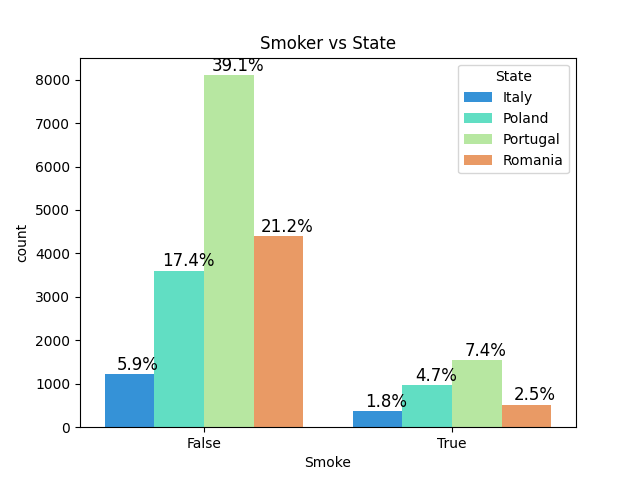 Smoker vs State
39.1%
8000
State
Italy
7000
Poland
Portugal
6000
Romania
5000
21.2%
count
4000
17.4%
3000
2000
7.4%
5.9%
4.7%
1000
2.5%
1.8%
0
False
True
Smoke